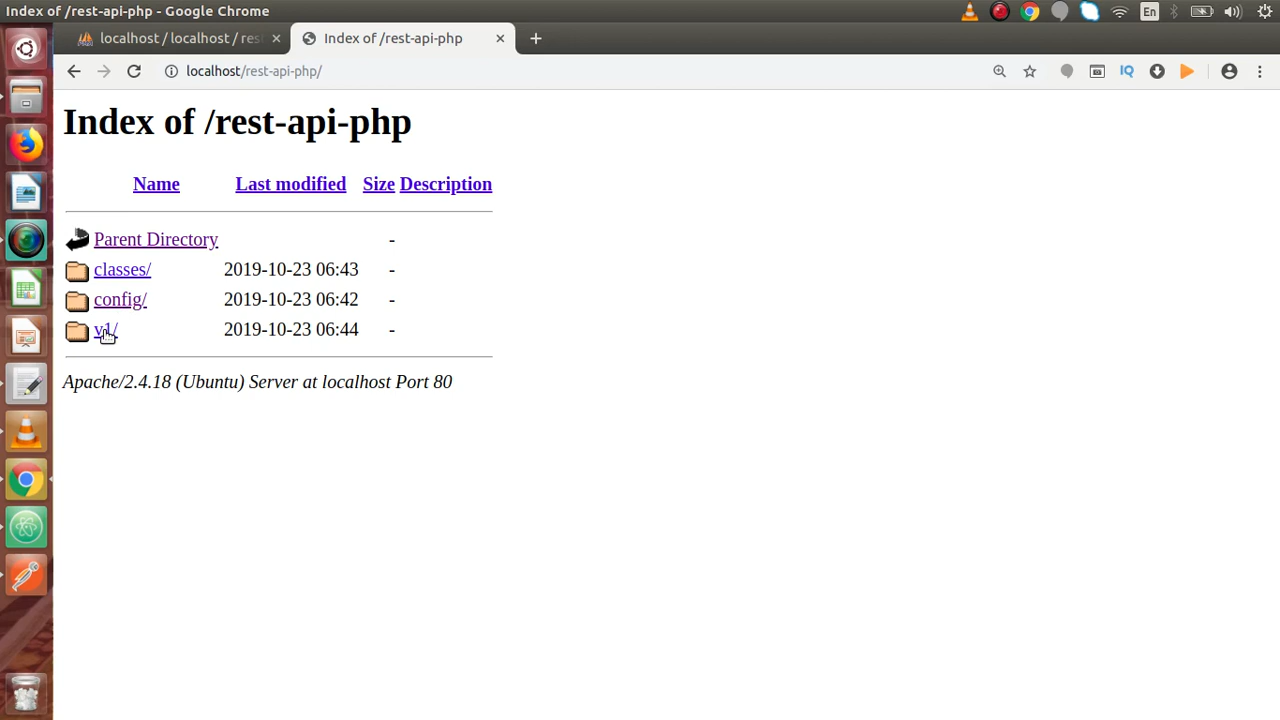 Index of /rest-api-php - Google Chrome
En
localhost / localhost / res
Index of /rest-api-php
localhost/rest-api-php/
IQ
Index of /rest-api-php
Name Last modified Size Description
Parent Directory -
classes/ 2019-10-23 06:43 -
config/ 2019-10-23 06:42 -
v1/ 2019-10-23 06:44 -
Apache/2.4.18 (Ubuntu) Server at localhost Port 80